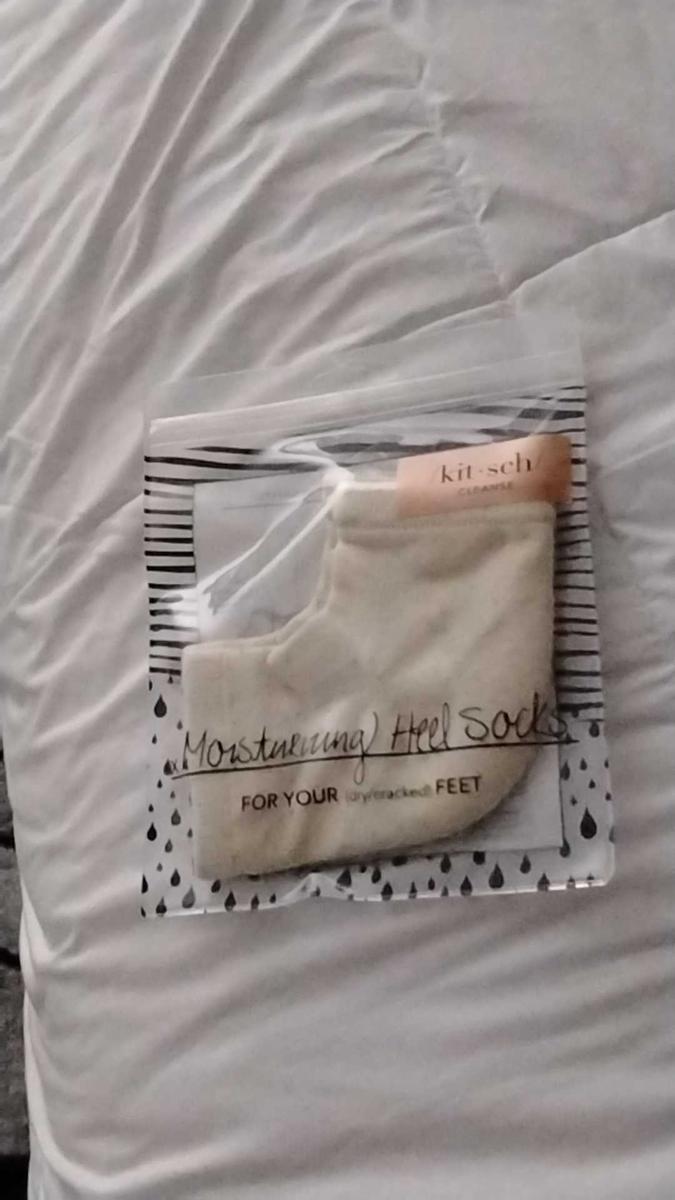 /kit·sch/
CLEANSE
Moisturizing Heel Socks
FOR YOUR (dry/cracked) FEET